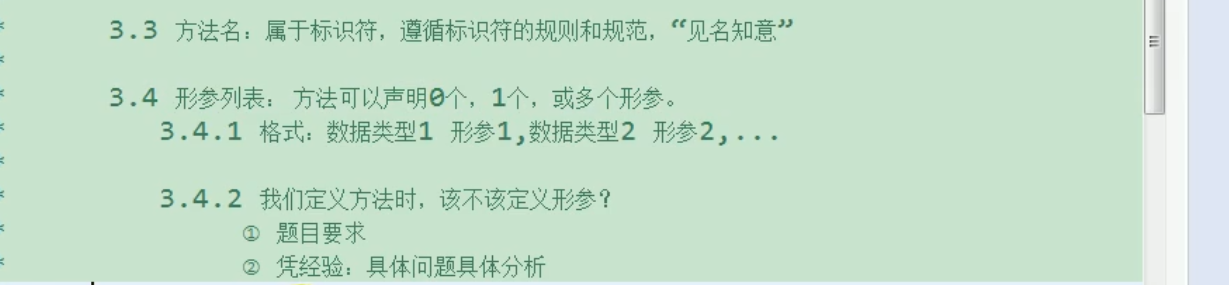 * 3.3 方法名：属于标识符，遵循标识符的规则和规范，“见名知意”
*
* 3.4 形参列表： 方法可以声明0个，1个，或多个形参。
* 3.4.1 格式：数据类型1 形参1,数据类型2 形参2,...
*
* 3.4.2 我们定义方法时，该不该定义形参？
* ① 题目要求
* ② 凭经验：具体问题具体分析